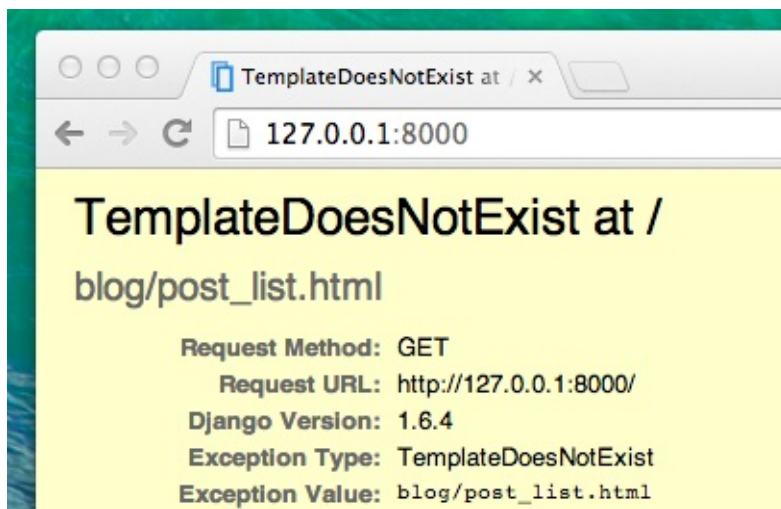 TemplateDoesNotExist at /
127.0.0.1:8000
TemplateDoesNotExist at /
blog/post_list.html
Request Method: GET
Request URL: http://127.0.0.1:8000/
Django Version: 1.6.4
Exception Type: TemplateDoesNotExist
Exception Value: blog/post_list.html